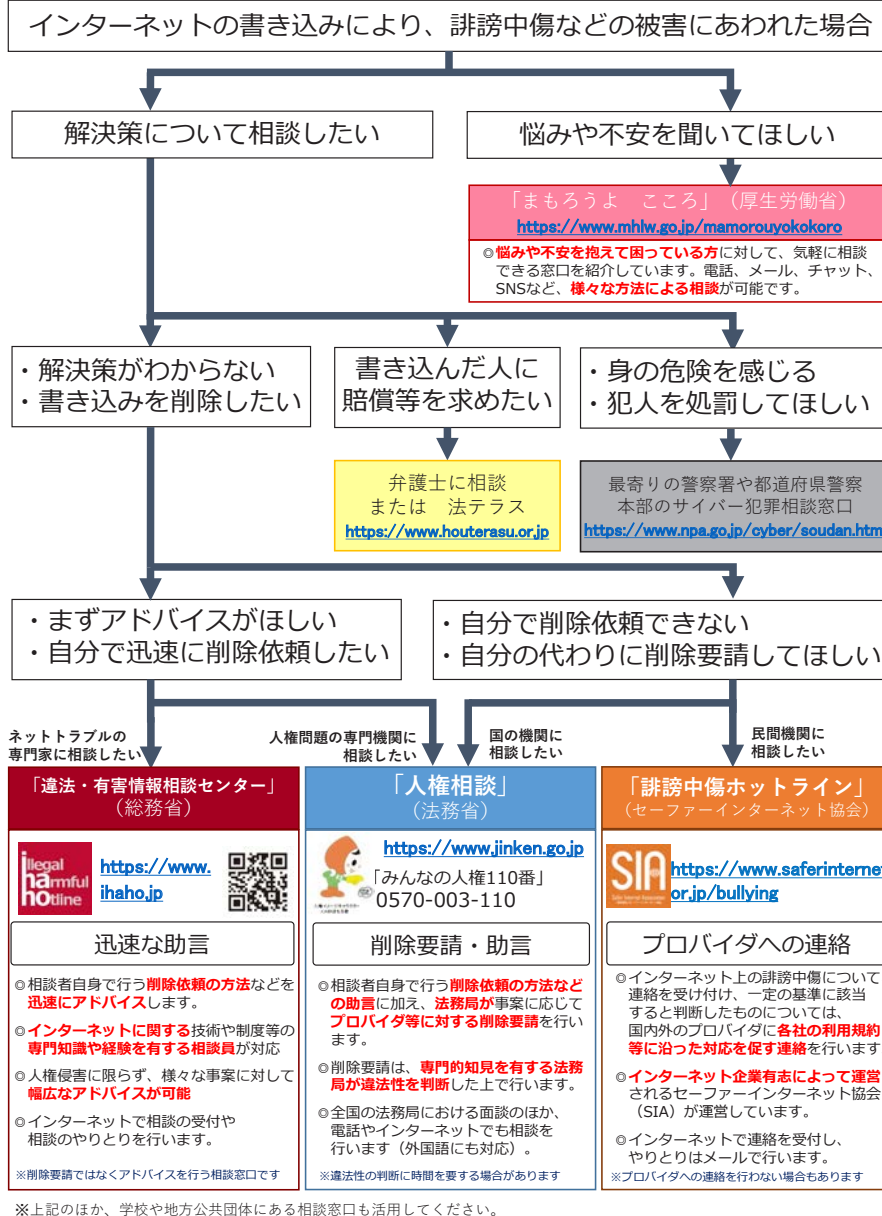 インターネットの書き込みにより、誹謗中傷などの被害にあわれた場合
解決策について相談したい
悩みや不安を聞いてほしい
「まもろうよ こころ」（厚生労働省）
https://www.mhlw.go.jp/mamorouyokokoro
◎悩みや不安を抱えて困っている方に対して、気軽に相談
できる窓口を紹介しています。電話、メール、チャット、
SNSなど、様々な方法による相談が可能です。
・解決策がわからない
・書き込みを削除したい
書き込んだ人に
賠償等を求めたい
・身の危険を感じる
・犯人を処罰してほしい
弁護士に相談
または 法テラス
https://www.houterasu.or.jp
最寄りの警察署や都道府県警察
本部のサイバー犯罪相談窓口
https://www.npa.go.jp/cyber/soudan.htm
・まずアドバイスがほしい
・自分で迅速に削除依頼したい
・自分で削除依頼できない
・自分の代わりに削除要請してほしい
ネットトラブルの
専門家に相談したい
人権問題の専門機関に
相談したい
国の機関に
相談したい
民間機関に
相談したい
「違法・有害情報相談センター」
（総務省）
illegal
harmful
hOtline
https://www.
ihaho.jp
迅速な助言
◎相談者自身で行う削除依頼の方法などを
迅速にアドバイスします。
◎インターネットに関する技術や制度等の
専門知識や経験を有する相談員が対応
◎人権侵害に限らず、様々な事案に対して
幅広なアドバイスが可能
◎インターネットで相談の受付や
相談のやりとりを行います。
※削除要請ではなくアドバイスを行う相談窓口です
「人権相談」
（法務省）
https://www.jinken.go.jp
「みんなの人権110番」
0570-003-110
削除要請・助言
◎相談者自身で行う削除依頼の方法など
の助言に加え、法務局が事案に応じて
プロバイダ等に対する削除要請を行い
ます。
◎削除要請は、専門的知見を有する法務
局が違法性を判断した上で行います。
◎全国の法務局における面談のほか、
電話やインターネットでも相談を
行います（外国語にも対応）。
※違法性の判断に時間を要する場合があります
「誹謗中傷ホットライン」
（セーファーインターネット協会）
SIA
https://www.saferinternet
or.jp/bullying
プロバイダへの連絡
◎インターネット上の誹謗中傷について
連絡を受け付け、一定の基準に該当
すると判断したものについては、
国内外のプロバイダに各社の利用規約
等に沿った対応を促す連絡を行います
◎インターネット企業有志によって運営
されるセーファーインターネット協会
（SIA）が運営しています。
◎インターネットで連絡を受付し、
やりとりはメールで行います。
※プロバイダへの連絡を行わない場合もあります
※上記のほか、学校や地方公共団体にある相談窓口も活用してください。